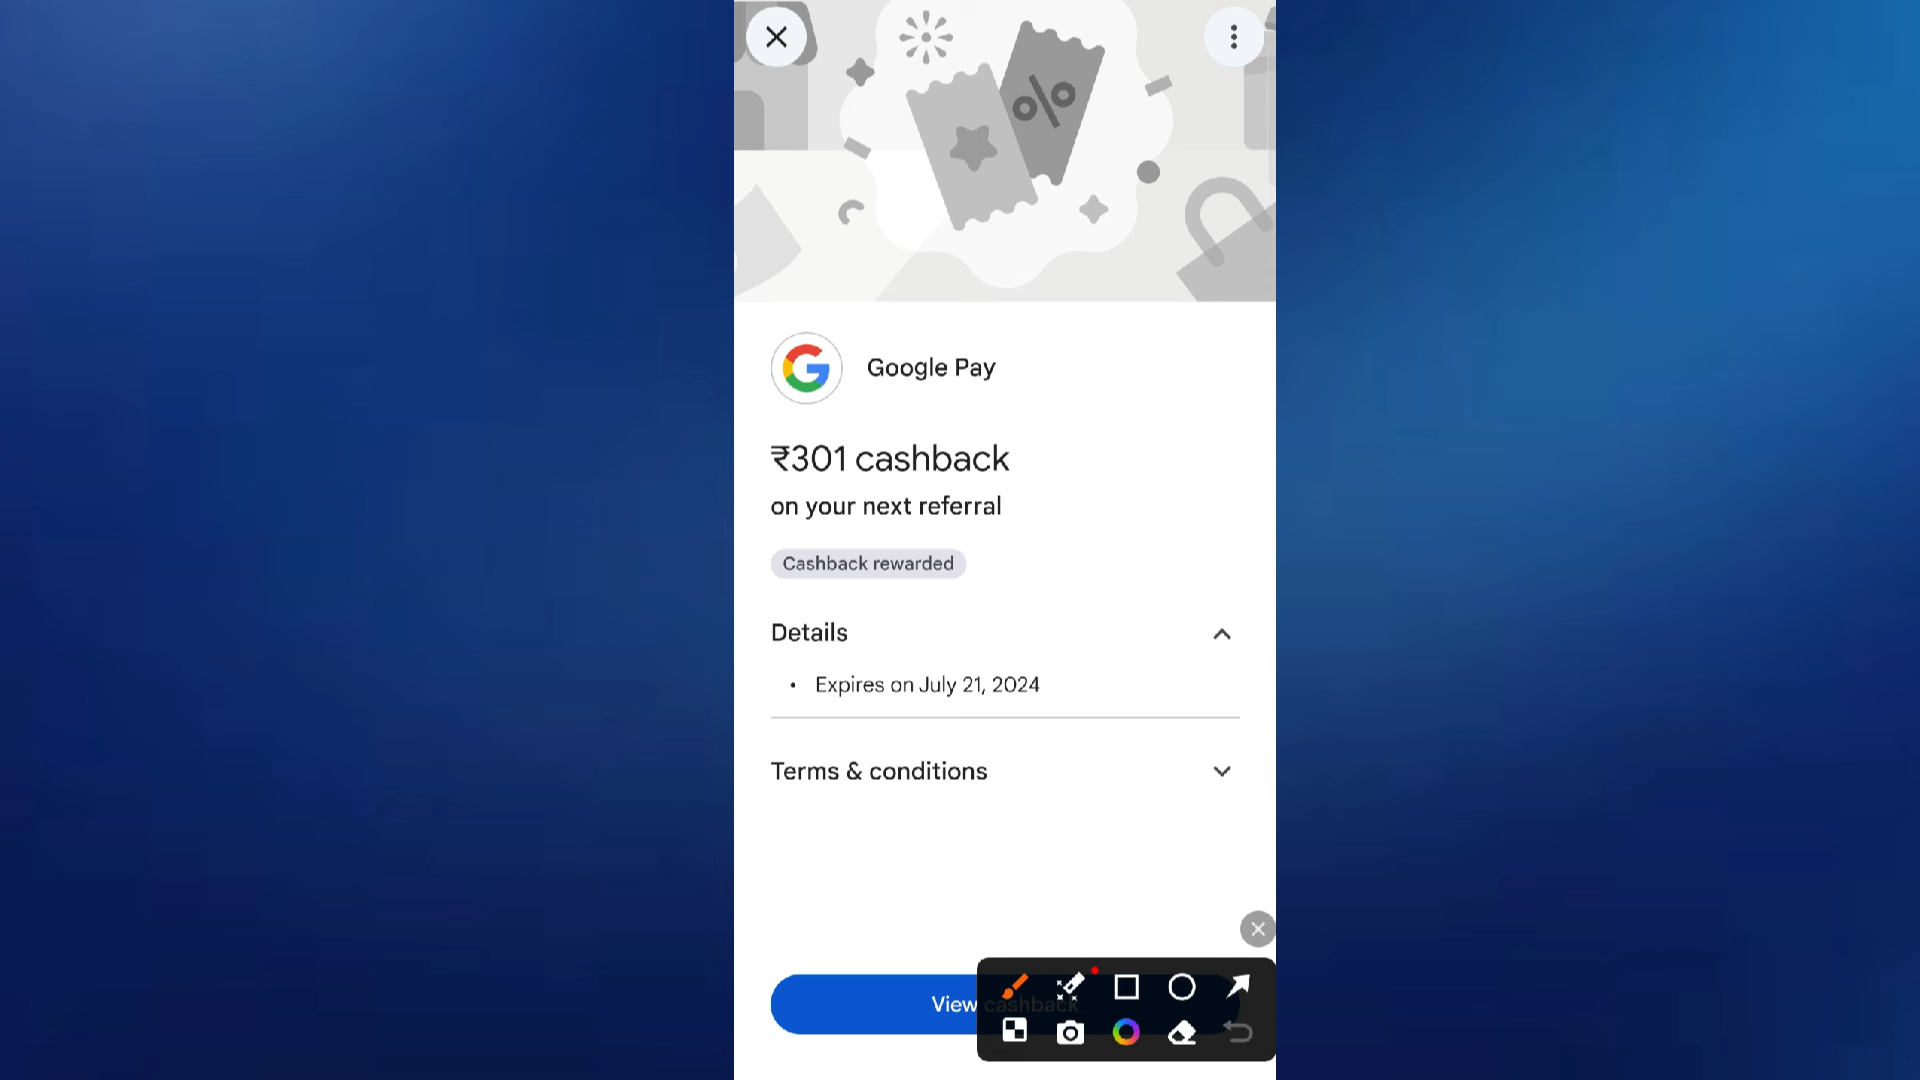 %
Google Pay
₹301 cashback
on your next referral
Cashback rewarded
Details
• Expires on July 21, 2024
Terms & conditions
View cashback